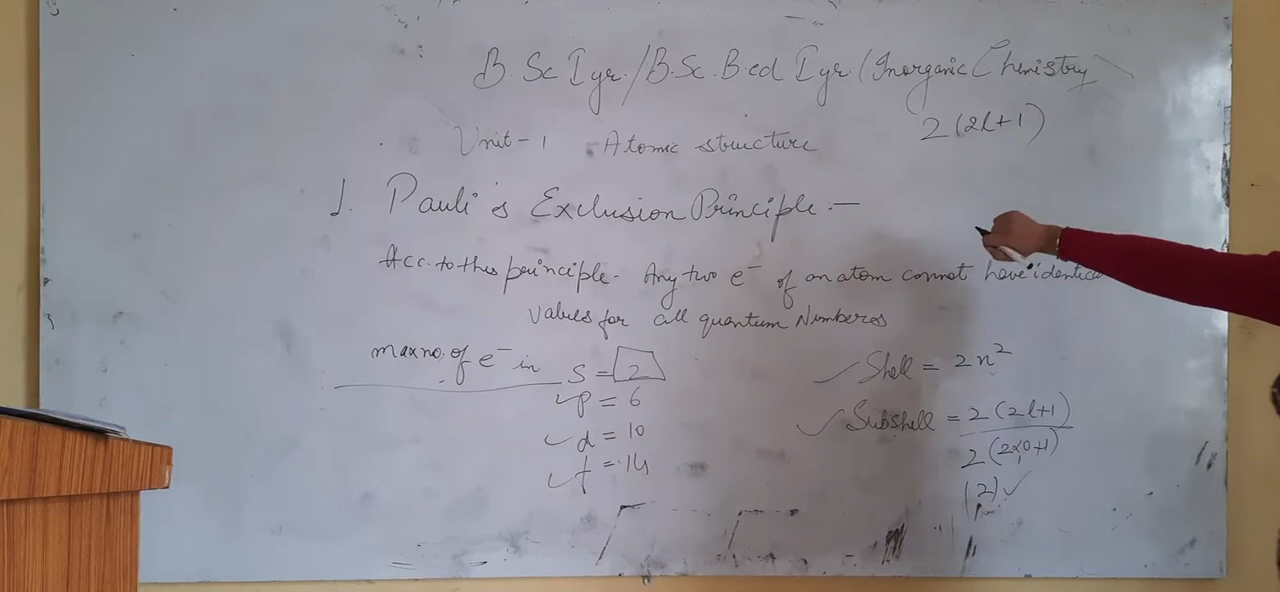 B.Sc I yr./B.Sc.B.ed I yr.(Inorganic Chemistry)
2(2l+1)
Unit-1 Atomic structure
1. Pauli's Exclusion Principle:-
Acc. to this principle- Any two e⁻ of an atom cannot have identica
values for all quantum Numbers
max no. of e⁻ in s = 2
p = 6
d = 10
f = 14
✓ Shell = 2n²
✓ Subshell = 2(2l+1)
2(2x0+1)
(2)✓